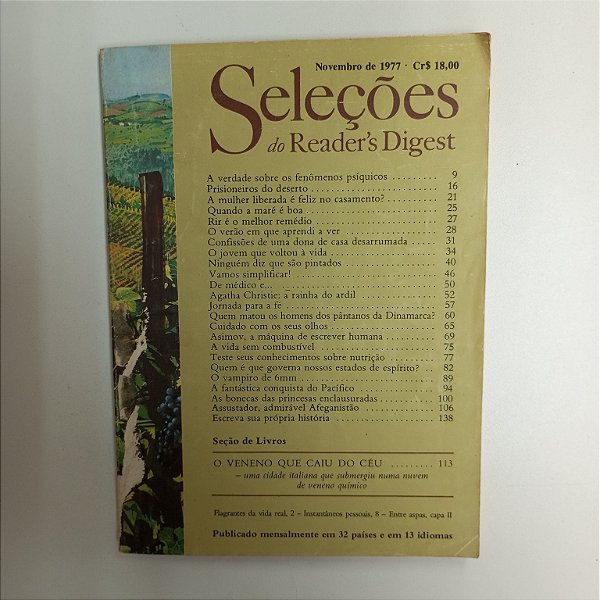 Novembro de 1977 · Cr$ 18,00
Seleções
do Reader's Digest
A verdade sobre os fenômenos psíquicos ......... 9
Prisioneiros do deserto ......................... 16
A mulher liberada é feliz no casamento? .......... 21
Quando a maré é boa .......................... 25
Rir é o melhor remédio ......................... 27
O verão em que aprendi a ver ................... 28
Confissões de uma dona de casa desarrumada ..... 31
O jovem que voltou à vida ...................... 34
Ninguém diz que são pintados .................. 40
Vamos simplificar! ............................ 46
De médico e... ............................... 50
Agatha Christie: a rainha do ardil ............... 52
Jornada para a fé .............................. 57
Quem matou os homens dos pântanos da Dinamarca? 60
Cuidado com os seus olhos ..................... 65
Asimov, a máquina de escrever humana .......... 69
A vida sem combustível ........................ 75
Teste seus conhecimentos sobre nutrição ......... 77
Quem é que governa nossos estados de espírito? .. 82
O vampiro de 6mm ............................ 89
A fantástica conquista do Pacífico ............... 94
As bonecas das princesas enclausuradas .......... 100
Assustador, admirável Afeganistão .............. 106
Escreva sua própria história .................... 138
Seção de Livros
O VENENO QUE CAIU DO CÉU ......... 113
– uma cidade italiana que submergiu numa nuvem
de veneno químico
Flagrantes da vida real, 2 – Instantâneos pessoais, 8 – Entre aspas, capa II
Publicado mensalmente em 32 países e em 13 idiomas